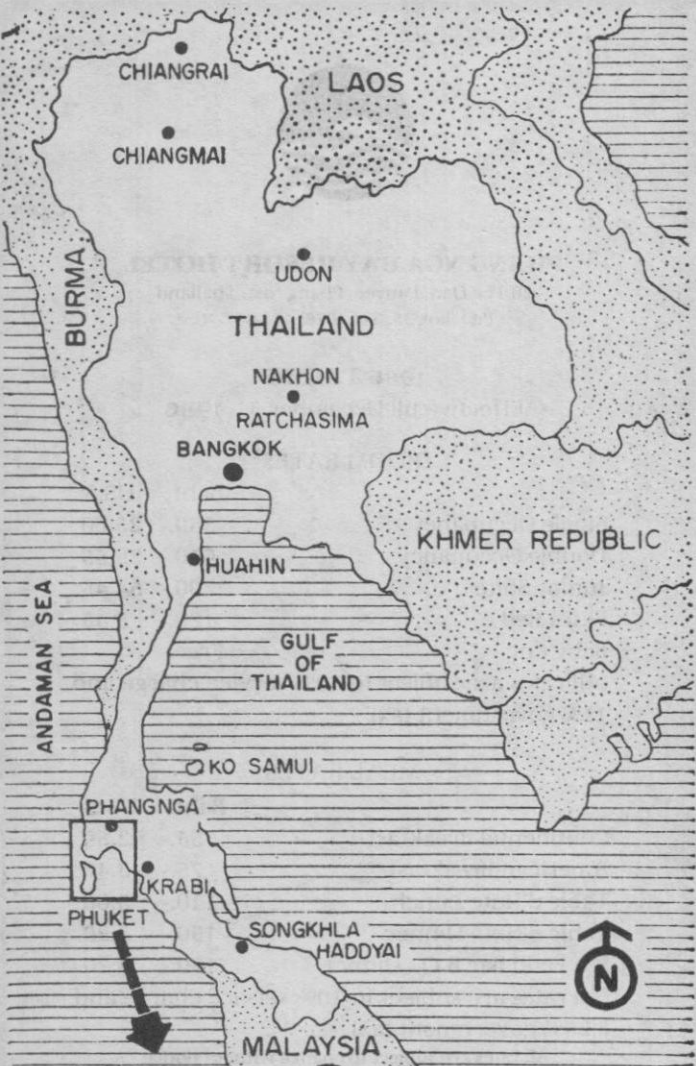 CHIANGRAI
LAOS
CHIANGMAI
BURMA
UDON
THAILAND
NAKHON
RATCHASIMA
BANGKOK
KHMER REPUBLIC
HUAHIN
ANDAMAN SEA
GULF
OF
THAILAND
KO SAMUI
PHANGNGA
KRABI
PHUKET
SONGKHLA
HADDYAI
N
MALAYSIA